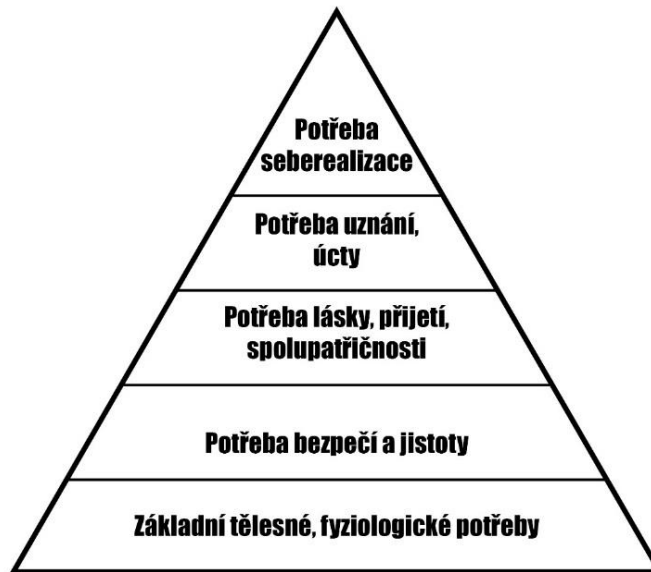 Potřeba
seberealizace
Potřeba uznání,
úcty
Potřeba lásky, přijetí,
spolupatřičnosti
Potřeba bezpečí a jistoty
Základní tělesné, fyziologické potřeby